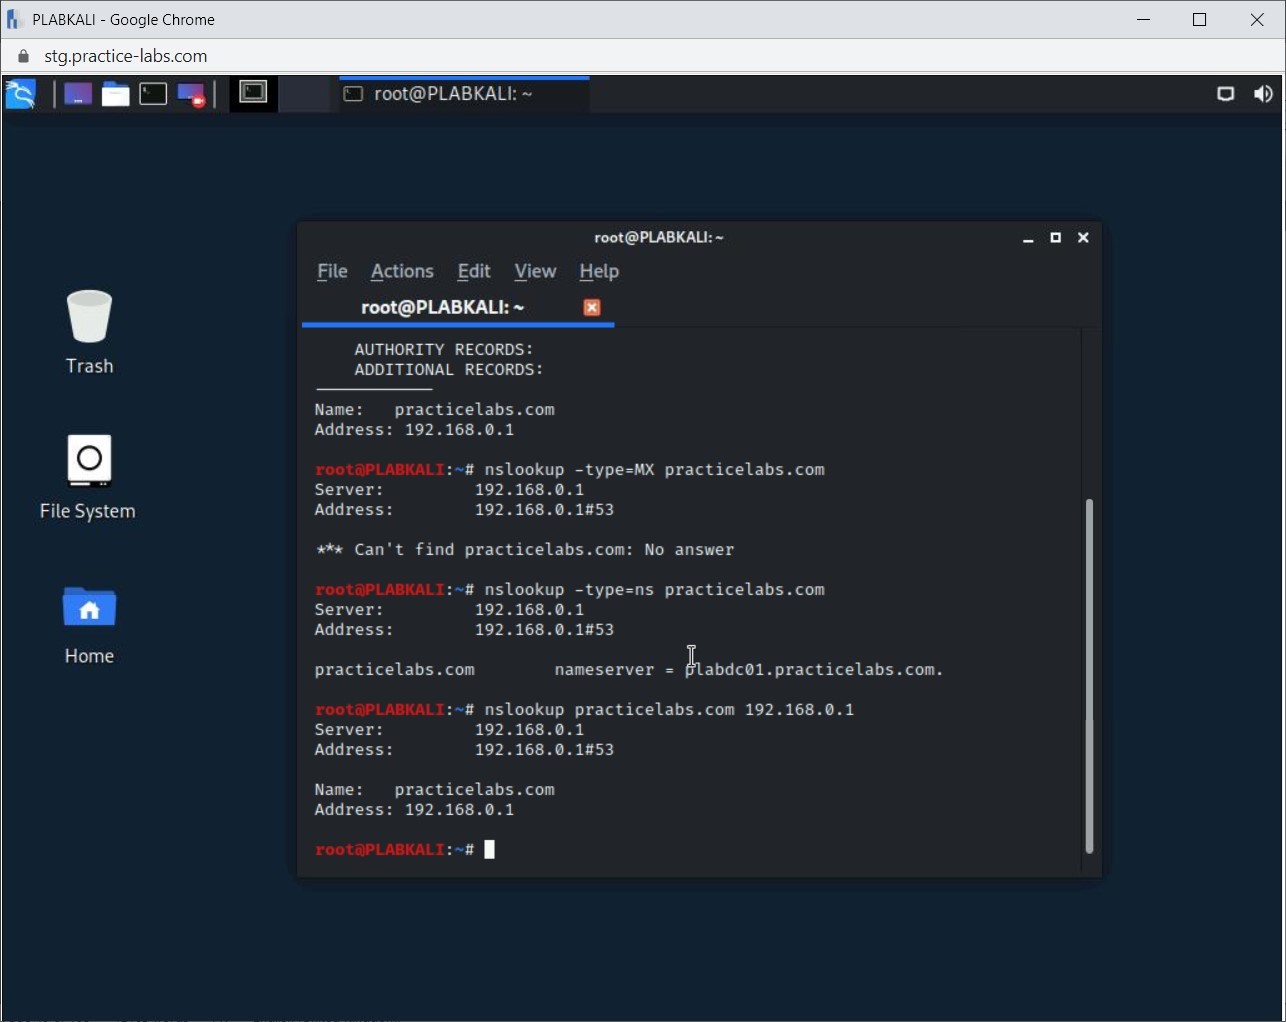 PLABKALI - Google Chrome
stg.practice-labs.com
root@PLABKALI: ~
root@PLABKALI:~
File Actions Edit View Help
root@PLABKALI: ~
AUTHORITY RECORDS:
ADDITIONAL RECORDS:
Name: practicelabs.com
Address: 192.168.0.1
root@PLABKALI:~# nslookup -type=MX practicelabs.com
Server: 192.168.0.1
Address: 192.168.0.1#53
*** Can't find practicelabs.com: No answer
root@PLABKALI:~# nslookup -type=ns practicelabs.com
Server: 192.168.0.1
Address: 192.168.0.1#53
practicelabs.com nameserver = plabdc01.practicelabs.com.
root@PLABKALI:~# nslookup practicelabs.com 192.168.0.1
Server: 192.168.0.1
Address: 192.168.0.1#53
Name: practicelabs.com
Address: 192.168.0.1
root@PLABKALI:~#
Trash
File System
Home